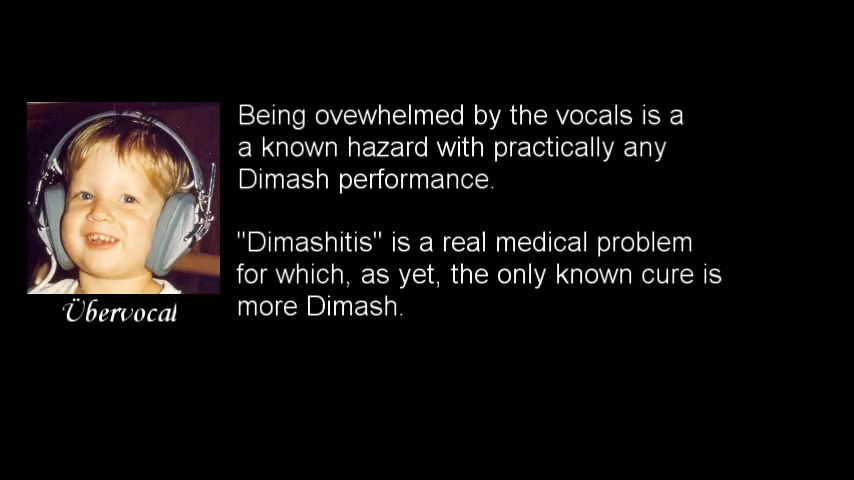 Being ovewhelmed by the vocals is a
a known hazard with practically any
Dimash performance.
"Dimashitis" is a real medical problem
for which, as yet, the only known cure is
more Dimash.
Übervocal